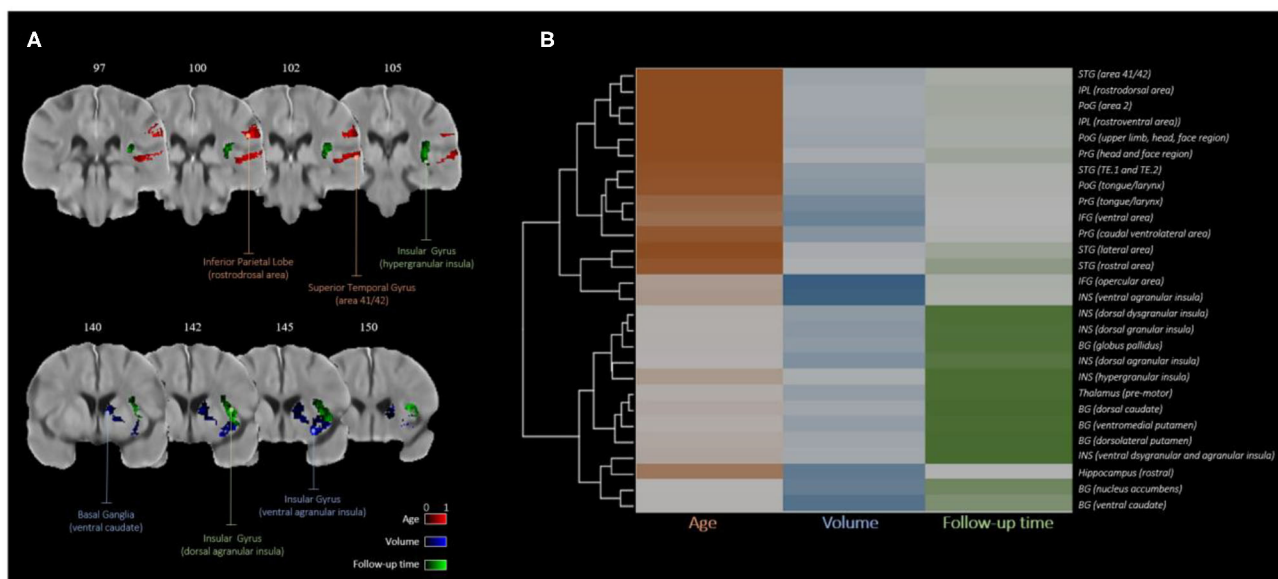 A
97
100
102
105
Inferior Parietal Lobe
(rostrodrosal area)
Superior Temporal Gyrus
(area 41/42)
Insular Gyrus
(hypergranular insula)
140
142
145
150
Basal Ganglia
(ventral caudate)
Insular Gyrus
(dorsal agranular insula)
Insular Gyrus
(ventral agranular insula)
0 1
Age
Volume
Follow-up time
B
STG (area 41/42)
IPL (rostrodorsal area)
PoG (area 2)
IPL (rostroventral area))
PoG (upper limb, head, face region)
PrG (head and face region)
STG (TE.1 and TE.2)
PoG (tongue/larynx)
PrG (tongue/larynx)
IFG (ventral area)
PrG (caudal ventrolateral area)
STG (lateral area)
STG (rostral area)
IFG (opercular area)
INS (ventral agranular insula)
INS (dorsal dysgranular insula)
INS (dorsal granular insula)
BG (globus pallidus)
INS (dorsal agranular insula)
INS (hypergranular insula)
Thalamus (pre-motor)
BG (dorsal caudate)
BG (ventromedial putamen)
BG (dorsolateral putamen)
INS (ventral dsygranular and agranular insula)
Hippocampus (rostral)
BG (nucleus accumbens)
BG (ventral caudate)
Age
Volume
Follow-up time